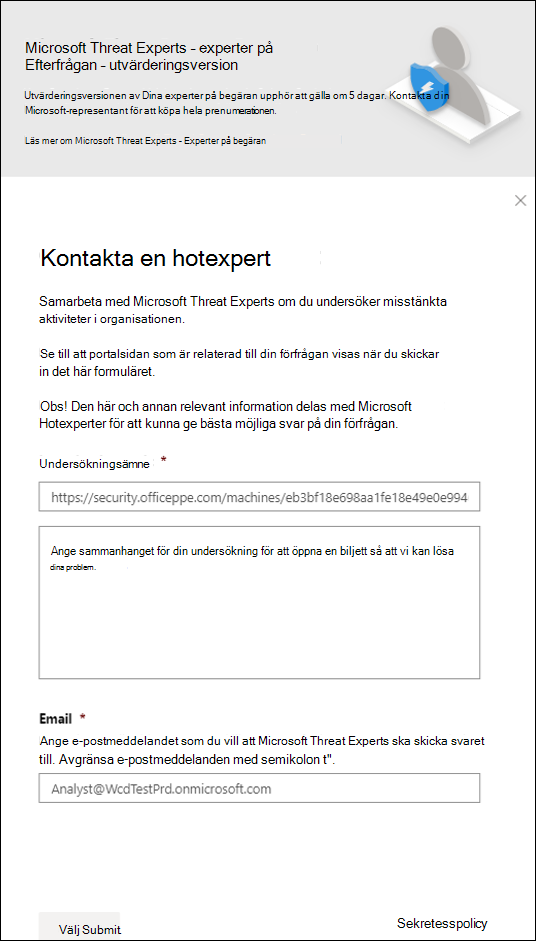 Microsoft Threat Experts - experter på
Efterfrågan - utvärderingsversion
Utvärderingsversionen av Dina experter på begäran upphör att gälla om 5 dagar. Kontakta din
Microsoft-representant för att köpa hela prenumerationen.
Läs mer om Microsoft Threat Experts - Experter på begäran
Kontakta en hotexpert
Samarbeta med Microsoft Threat Experts om du undersöker misstänkta
aktiviteter i organisationen.
Se till att portalsidan som är relaterad till din förfrågan visas när du skickar
in det här formuläret.
Obs! Den här och annan relevant information delas med Microsoft
Hotexperter för att kunna ge bästa möjliga svar på din förfrågan.
Undersökningsämne *
https://security.officeppe.com/machines/eb3bf18e698aa1fe18e49e0e994
Ange sammanhanget för din undersökning för att öppna en biljett så att vi kan lösa
dina problem.
Email *
Ange e-postmeddelandet som du vill att Microsoft Threat Experts ska skicka svaret
till. Avgränsa e-postmeddelanden med semikolon t".
Analyst@WcdTestPrd.onmicrosoft.com
Välj Submit
Sekretesspolicy